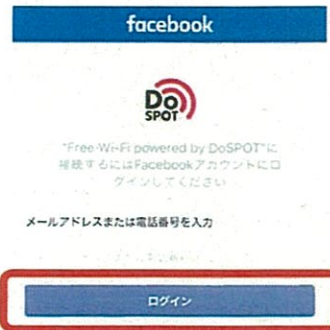 facebook
Do
SPOT
"Free-Wi-Fi powered by DoSPOT"に
接続するにはFacebookアカウントにロ
グインしてください
メールアドレスまたは電話番号を入力
ログイン